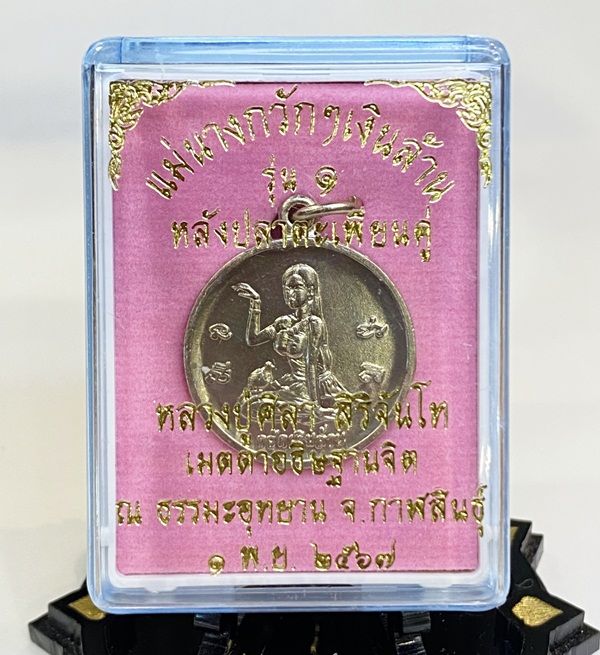 แม่นางกวักๆเงินล้าน
รุ่น ๑
หลังปลาตะเพียนคู่
หลวงปู่ศิลา สิริจันโท
เมตตาอธิษฐานจิต
ณ ธรรมะอุทยาน จ.กาฬสินธุ์
๑ พ.ย. ๒๕๖๗